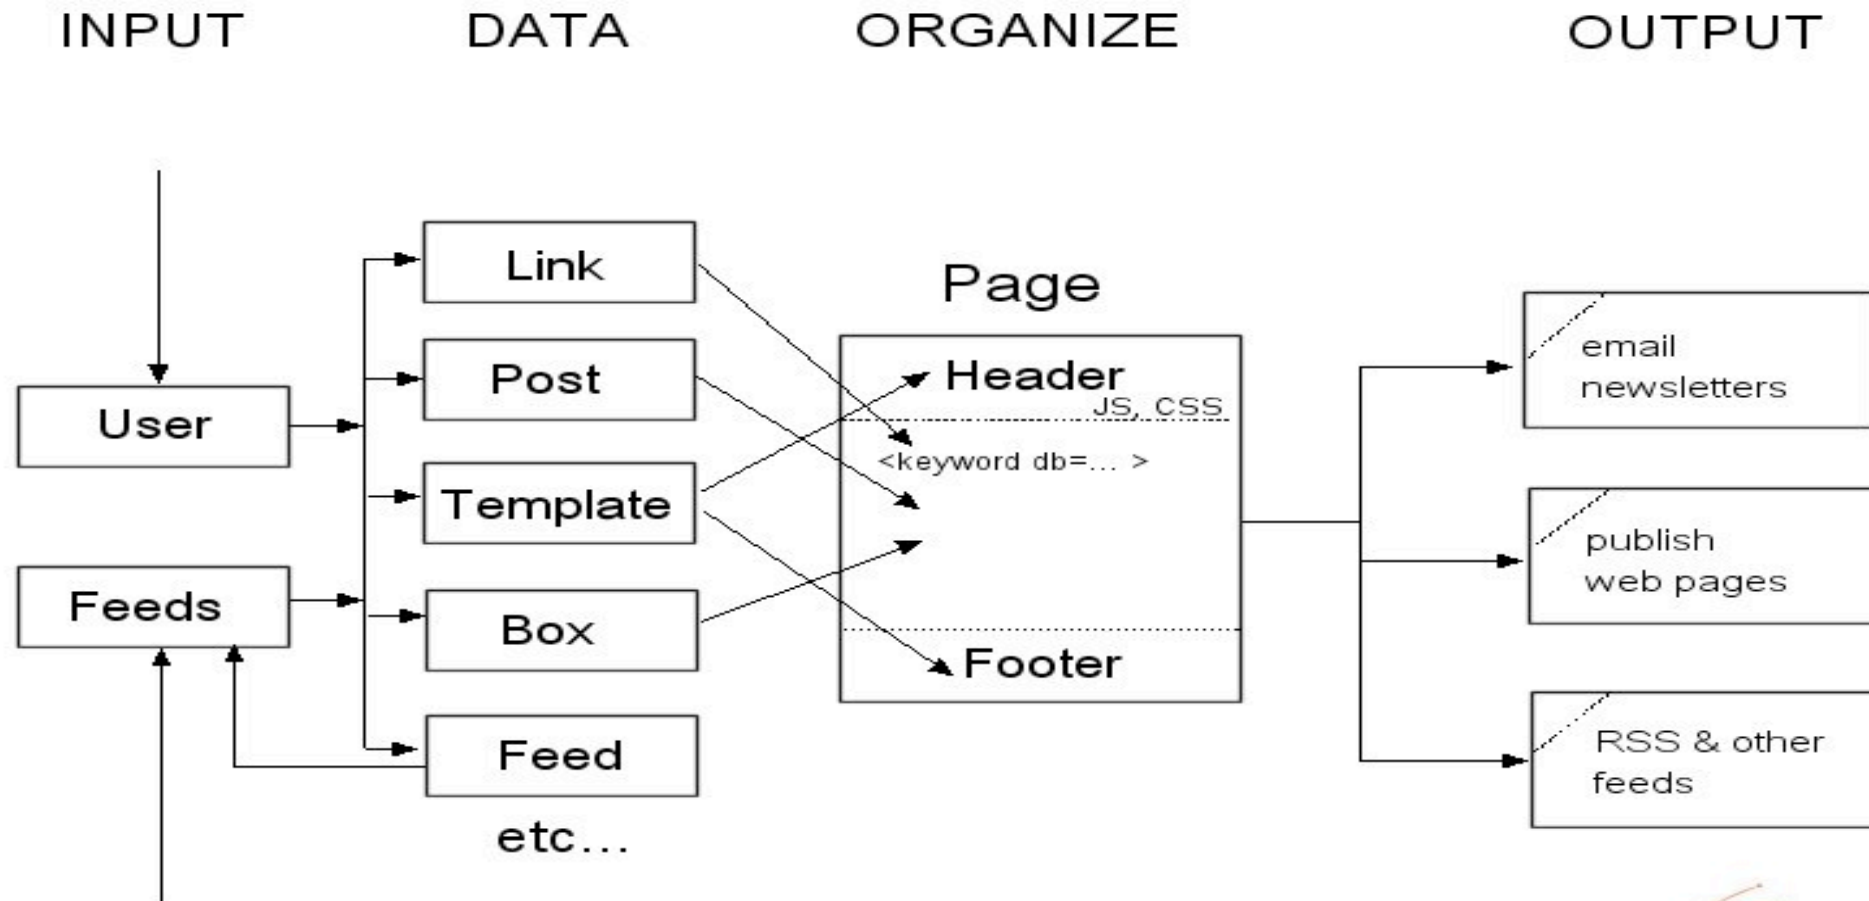 INPUT
DATA
ORGANIZE
OUTPUT
User
Feeds
Link
Post
Template
Box
Feed
etc...
Page
Header
JS, CSS
<keyword db=... >
Footer
email
newsletters
publish
web pages
RSS & other
feeds